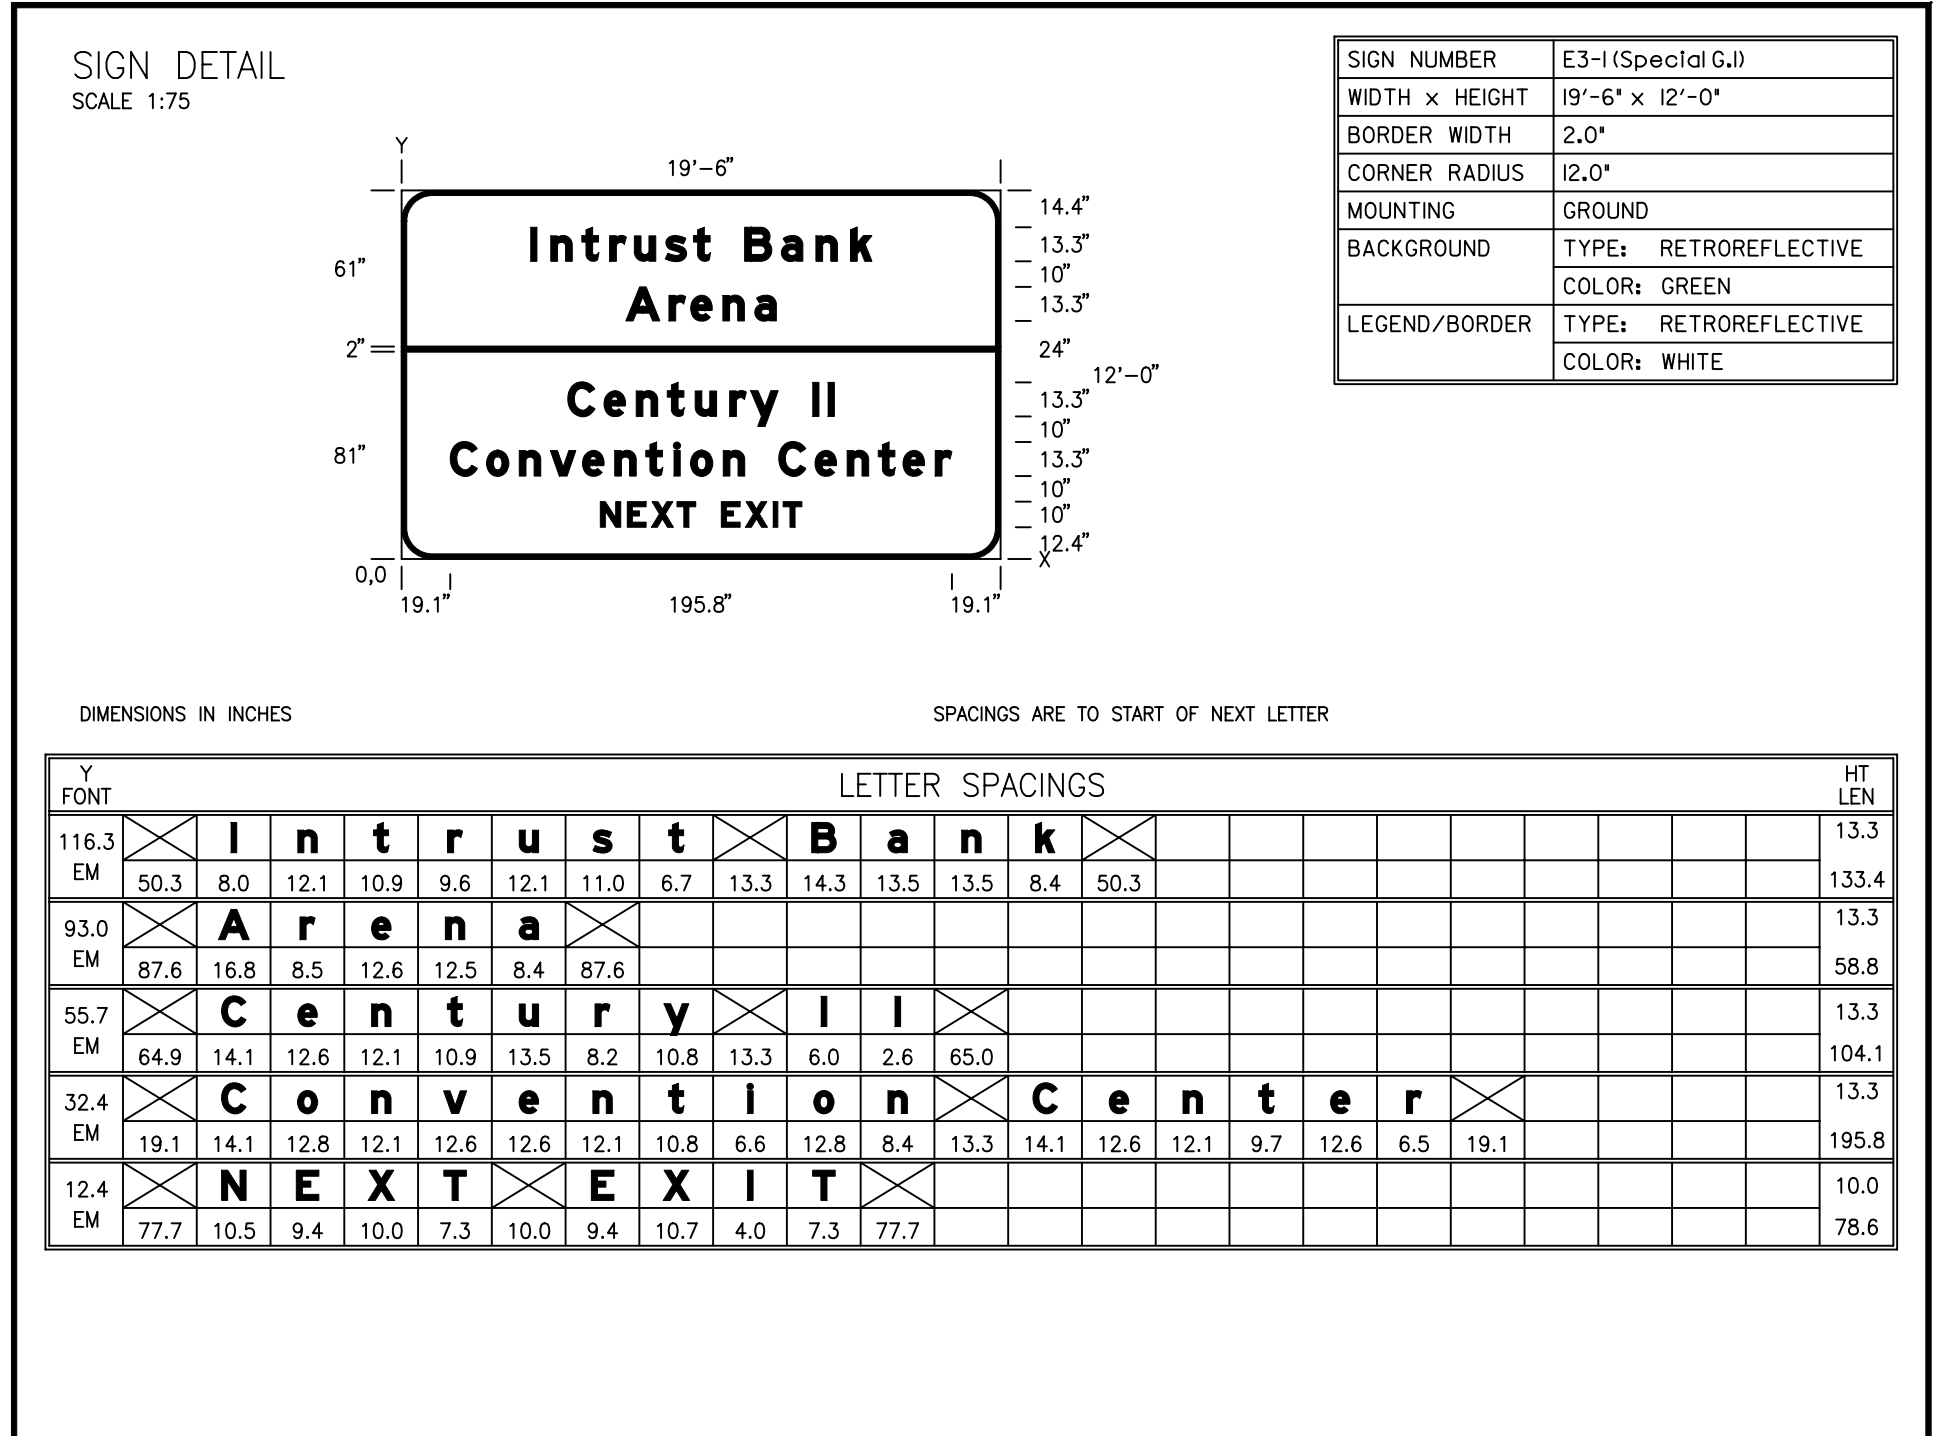 SIGN DETAIL
SCALE 1:75
SIGN NUMBER E3-1(Special G.1)
WIDTH x HEIGHT 19'-6" x 12'-0"
BORDER WIDTH 2.0"
CORNER RADIUS 12.0"
MOUNTING GROUND
BACKGROUND TYPE: RETROREFLECTIVE
COLOR: GREEN
LEGEND/BORDER TYPE: RETROREFLECTIVE
COLOR: WHITE
Y
19'-6"
14.4"
Intrust Bank
13.3"
61"
10"
Arena
13.3"
2"
24"
12'-0"
Century II
13.3"
10"
81"
Convention Center
13.3"
10"
NEXT EXIT
10"
12.4"
X
0,0
19.1" 195.8" 19.1"
DIMENSIONS IN INCHES SPACINGS ARE TO START OF NEXT LETTER
Y FONT LETTER SPACINGS HT LEN
116.3 I n t r u s t B a n k 13.3
EM 50.3 8.0 12.1 10.9 9.6 12.1 11.0 6.7 13.3 14.3 13.5 13.5 8.4 50.3 133.4
93.0 A r e n a 13.3
EM 87.6 16.8 8.5 12.6 12.5 8.4 87.6 58.8
55.7 C e n t u r y I I 13.3
EM 64.9 14.1 12.6 12.1 10.9 13.5 8.2 10.8 13.3 6.0 2.6 65.0 104.1
32.4 C o n v e n t i o n C e n t e r 13.3
EM 19.1 14.1 12.8 12.1 12.6 12.6 12.1 10.8 6.6 12.8 8.4 13.3 14.1 12.6 12.1 9.7 12.6 6.5 19.1 195.8
12.4 N E X T E X I T 10.0
EM 77.7 10.5 9.4 10.0 7.3 10.0 9.4 10.7 4.0 7.3 77.7 78.6